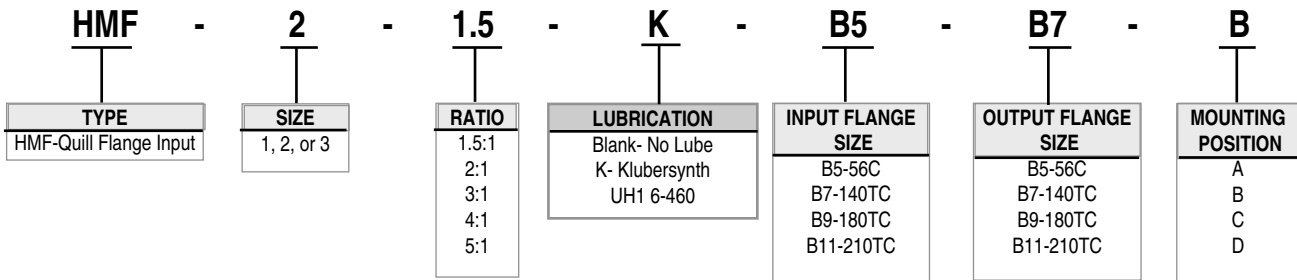 HMF - 2 - 1.5 - K - B5 - B7 - B
TYPE
HMF-Quill Flange Input
SIZE
1, 2, or 3
RATIO
1.5:1
2:1
3:1
4:1
5:1
LUBRICATION
Blank- No Lube
K- Klubersynth
UH1 6-460
INPUT FLANGE
SIZE
B5-56C
B7-140TC
B9-180TC
B11-210TC
OUTPUT FLANGE
SIZE
B5-56C
B7-140TC
B9-180TC
B11-210TC
MOUNTING
POSITION
A
B
C
D